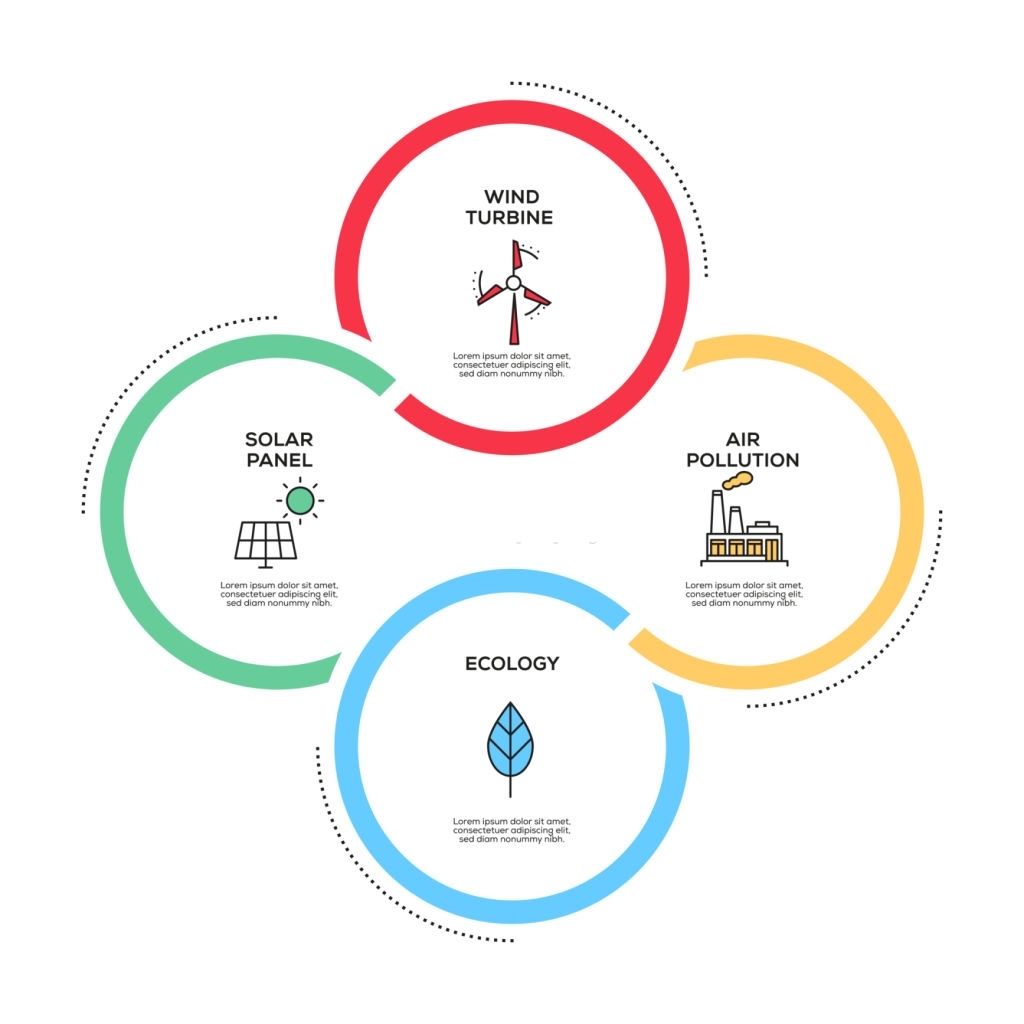 WIND
TURBINE
Lorem ipsum dolor sit amet,
consectetuer adipiscing elit,
sed diam nonummy nibh.
SOLAR
PANEL
Lorem ipsum dolor sit amet,
consectetuer adipiscing elit,
sed diam nonummy nibh.
AIR
POLLUTION
Lorem ipsum dolor sit amet,
consectetuer adipiscing elit,
sed diam nonummy nibh.
ECOLOGY
Lorem ipsum dolor sit amet,
consectetuer adipiscing elit,
sed diam nonummy nibh.